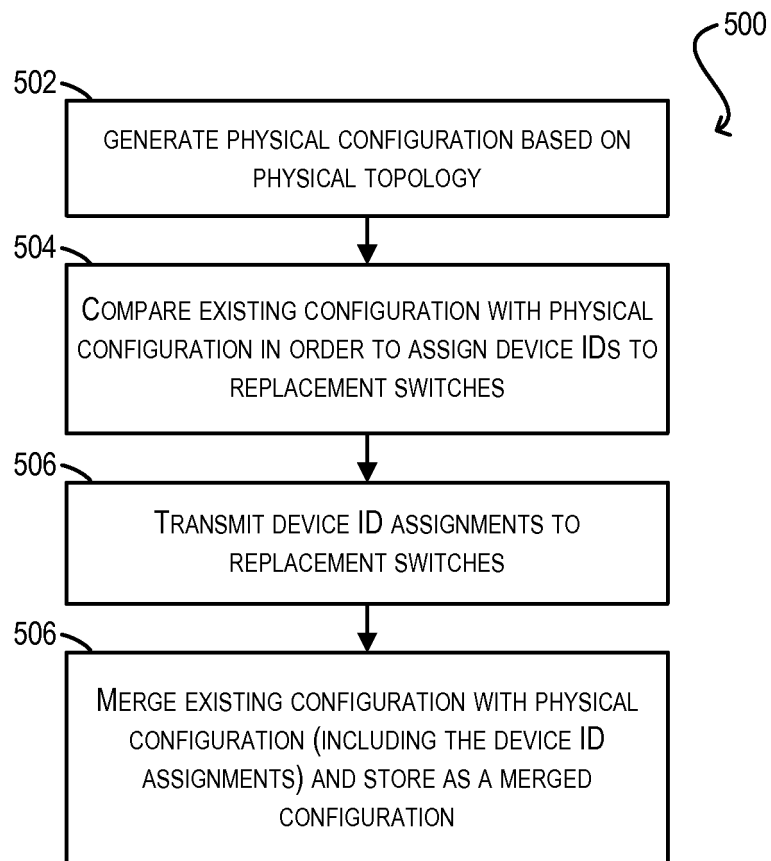 500
502
GENERATE PHYSICAL CONFIGURATION BASED ON
PHYSICAL TOPOLOGY
504
COMPARE EXISTING CONFIGURATION WITH PHYSICAL
CONFIGURATION IN ORDER TO ASSIGN DEVICE IDS TO
REPLACEMENT SWITCHES
506
TRANSMIT DEVICE ID ASSIGNMENTS TO
REPLACEMENT SWITCHES
506
MERGE EXISTING CONFIGURATION WITH PHYSICAL
CONFIGURATION (INCLUDING THE DEVICE ID
ASSIGNMENTS) AND STORE AS A MERGED
CONFIGURATION